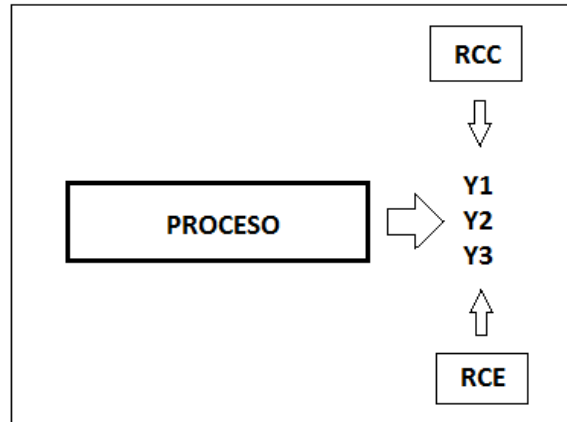 RCC
Y1
PROCESO
Y2
Y3
RCE